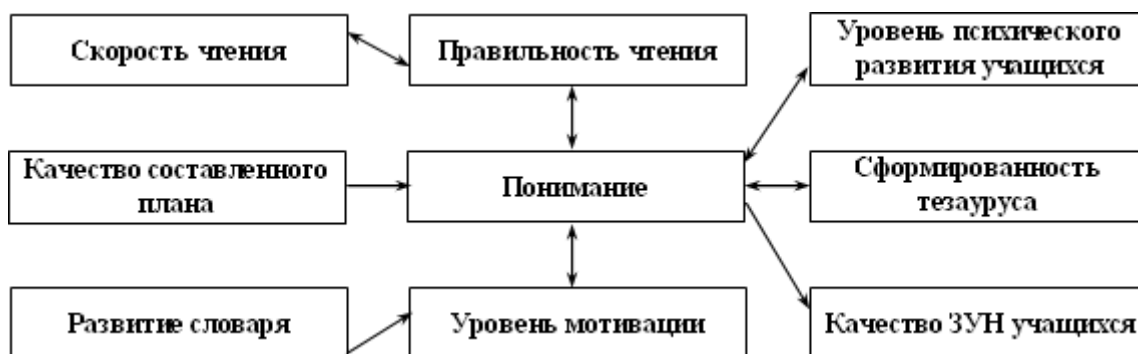 Скорость чтения
Правильность чтения
Уровень психического
развития учащихся
Качество составленного
плана
Понимание
Сформированность
тезауруса
Развитие словаря
Уровень мотивации
Качество ЗУН учащихся